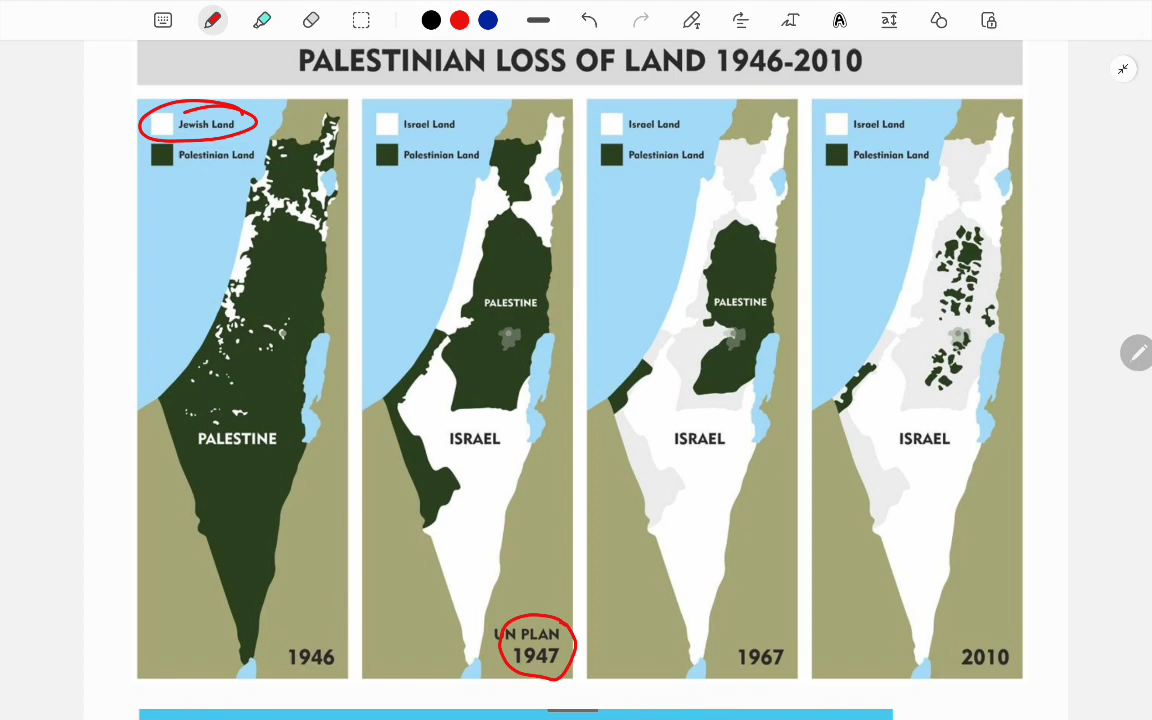 PALESTINIAN LOSS OF LAND 1946-2010
Jewish Land
Palestinian Land
PALESTINE
1946
Israel Land
Palestinian Land
PALESTINE
ISRAEL
UN PLAN
1947
Israel Land
Palestinian Land
PALESTINE
ISRAEL
1967
Israel Land
Palestinian Land
ISRAEL
2010